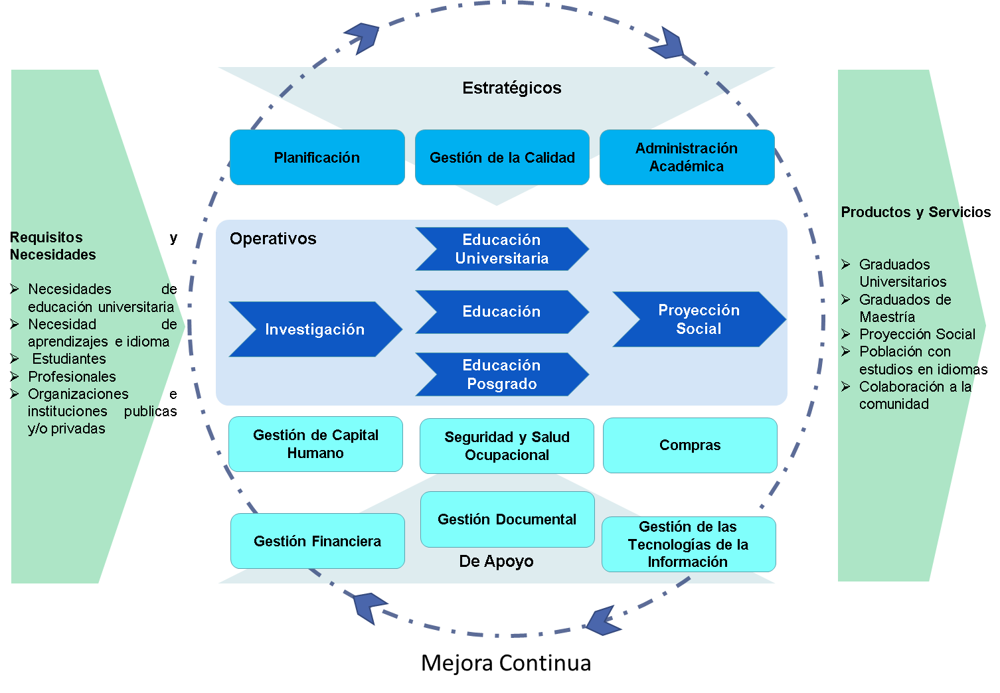 Estratégicos
Planificación
Gestión de la Calidad
Administración
Académica
Requisitos y
Necesidades
Necesidades de
educación universitaria
Necesidad de
aprendizajes e idioma
Estudiantes
Profesionales
Organizaciones e
instituciones publicas
y/o privadas
Operativos
Investigación
Educación
Universitaria
Educación
Educación
Posgrado
Proyección
Social
Productos y Servicios
Graduados
Universitarios
Graduados de
Maestría
Proyección Social
Población con
estudios en idiomas
Colaboración a la
comunidad
Gestión de Capital
Humano
Seguridad y Salud
Ocupacional
Compras
Gestión Financiera
Gestión Documental
Gestión de las
Tecnologías de la
Información
De Apoyo
Mejora Continua